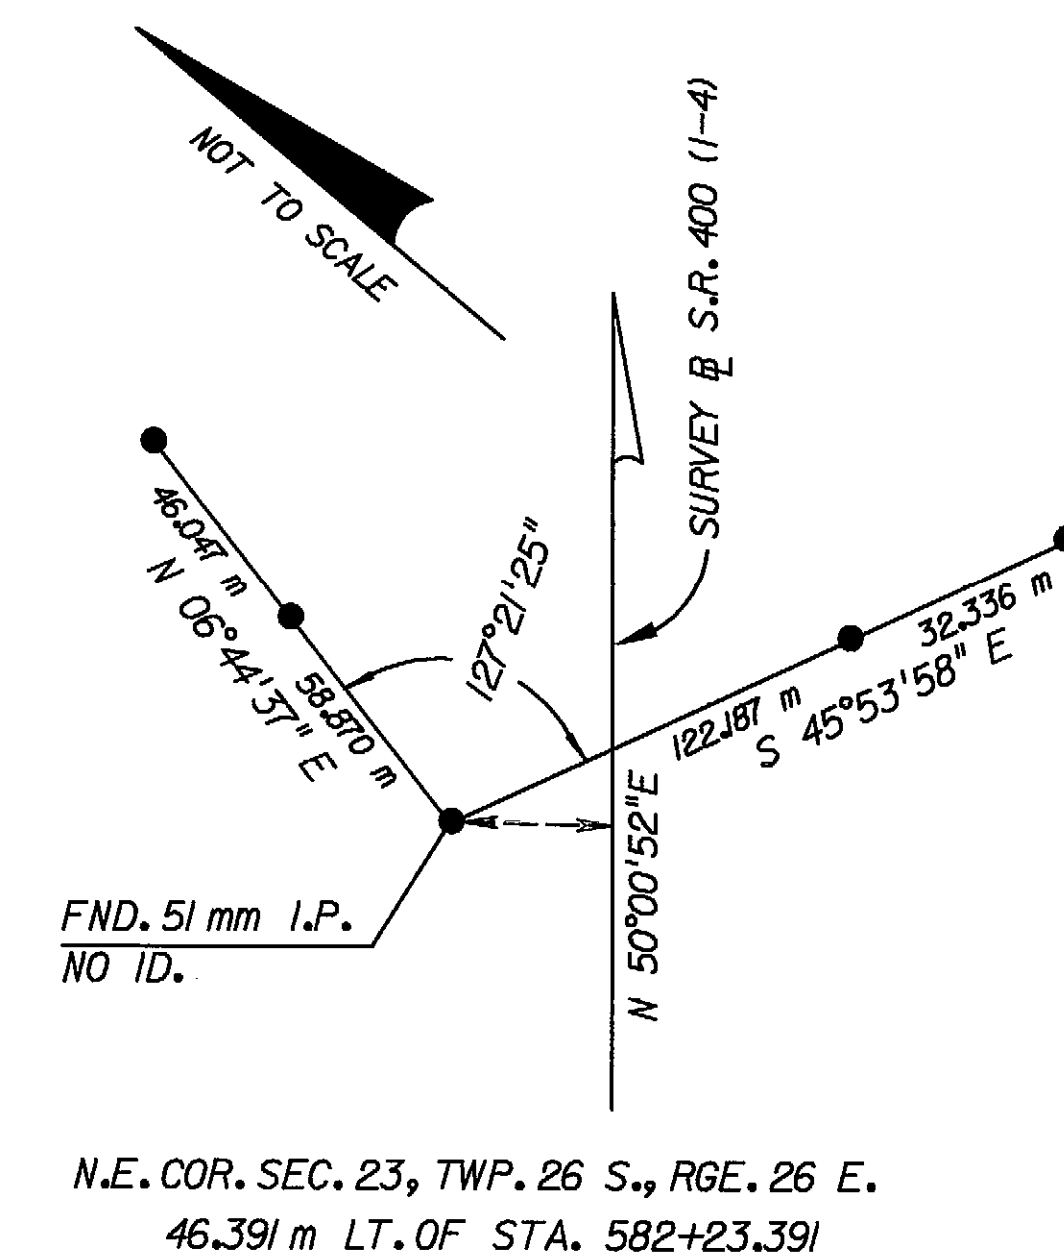 NOT TO SCALE
SURVEY BL S.R. 400 (I-4)
46.047 m
N 06°44'37" E
58.870 m
127°21'25"
32.336 m
122.187 m
S 45°53'58" E
N 50°00'52"E
FND. 51 mm I.P.
NO ID.
N.E. COR. SEC. 23, TWP. 26 S., RGE. 26 E.
46.391 m LT. OF STA. 582+23.391